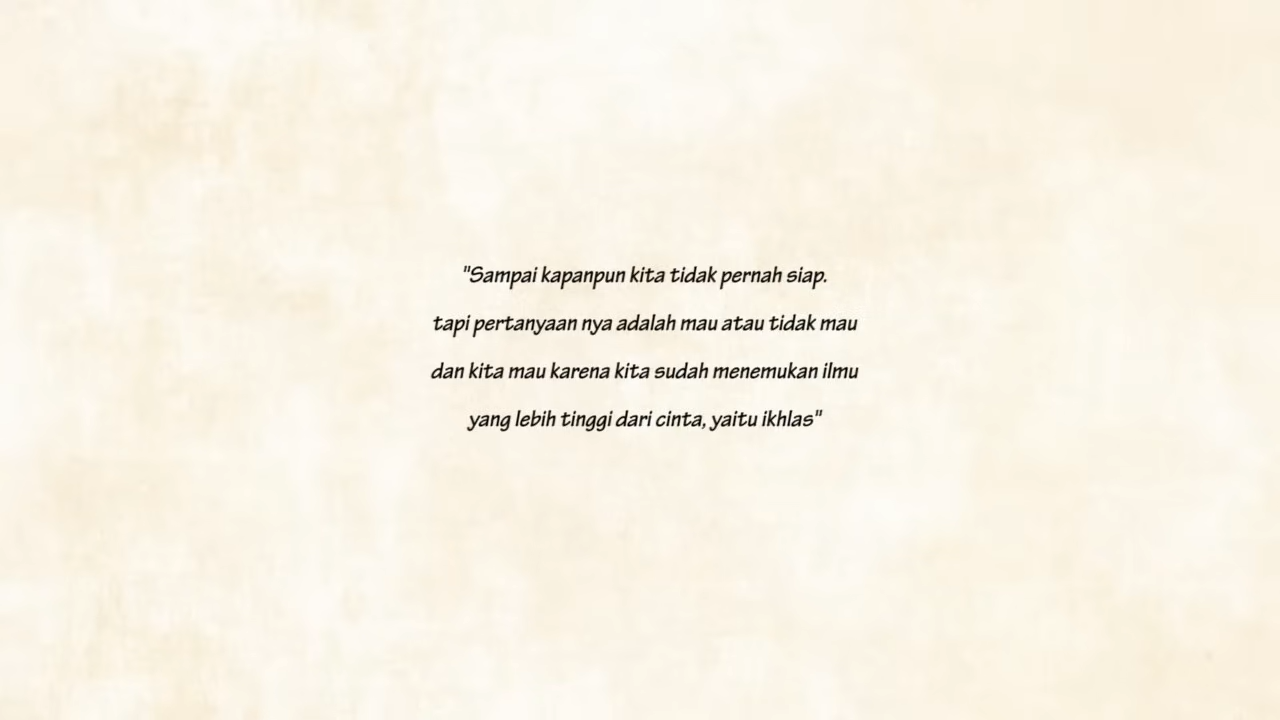 "Sampai kapanpun kita tidak pernah siap.
tapi pertanyaan nya adalah mau atau tidak mau
dan kita mau karena kita sudah menemukan ilmu
yang lebih tinggi dari cinta, yaitu ikhlas"